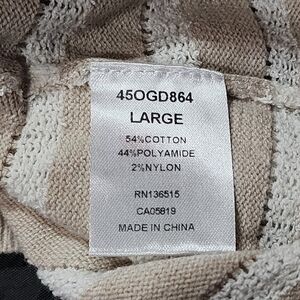 45OGD864
LARGE
54%COTTON
44%POLYAMIDE
2%NYLON
RN136515
CA05819
MADE IN CHINA